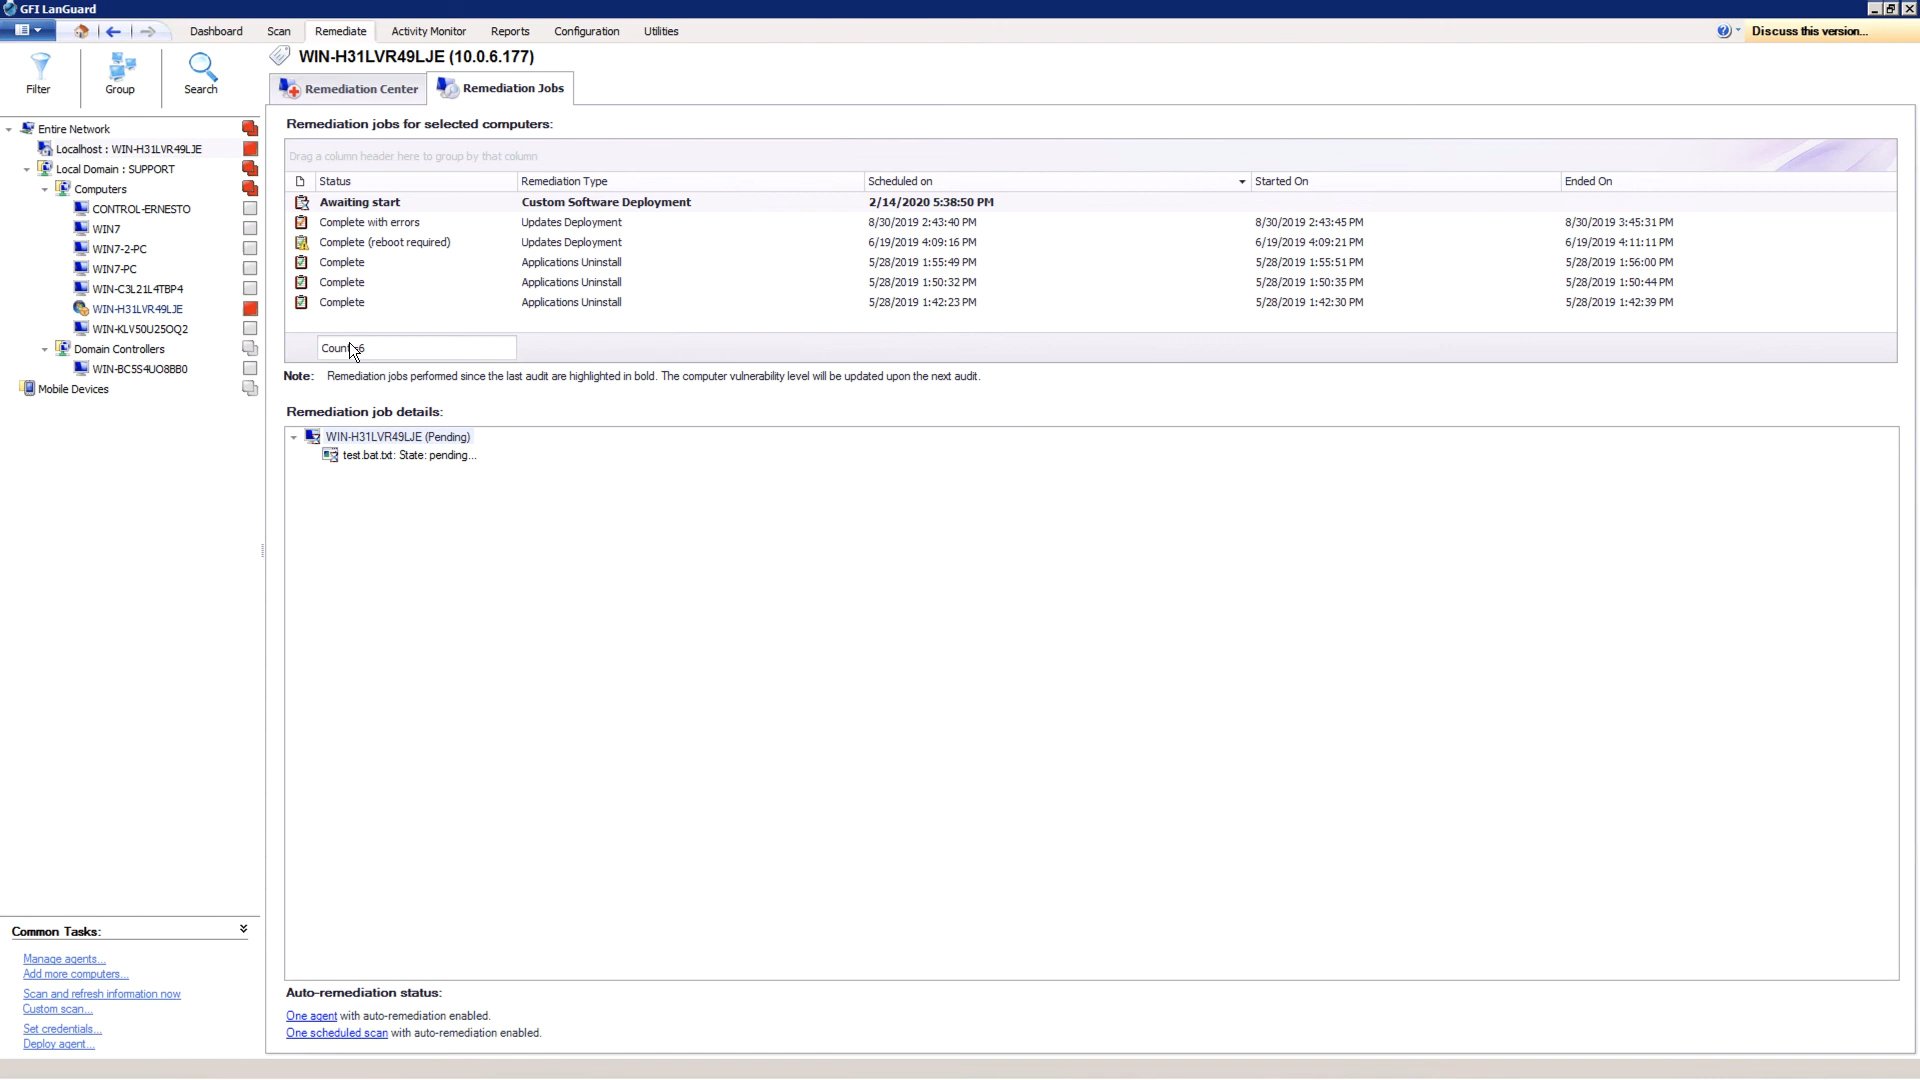 GFI LanGuard
Dashboard Scan Remediate Activity Monitor Reports Configuration Utilities Discuss this version...
Filter Group Search
WIN-H31LVR49LJE (10.0.6.177)
Remediation Center Remediation Jobs
Entire Network
Localhost : WIN-H31LVR49LJE
Local Domain : SUPPORT
Computers
CONTROL-ERNESTO
WIN7
WIN7-2-PC
WIN7-PC
WIN-C3L21L4TBP4
WIN-H31LVR49LJE
WIN-KLV50U25OQ2
Domain Controllers
WIN-BC5S4UO8BB0
Mobile Devices
Remediation jobs for selected computers:
Drag a column header here to group by that column
Status Remediation Type Scheduled on Started On Ended On
Awaiting start Custom Software Deployment 2/14/2020 5:38:50 PM
Complete with errors Updates Deployment 8/30/2019 2:43:40 PM 8/30/2019 2:43:45 PM 8/30/2019 3:45:31 PM
Complete (reboot required) Updates Deployment 6/19/2019 4:09:16 PM 6/19/2019 4:09:21 PM 6/19/2019 4:11:11 PM
Complete Applications Uninstall 5/28/2019 1:55:49 PM 5/28/2019 1:55:51 PM 5/28/2019 1:56:00 PM
Complete Applications Uninstall 5/28/2019 1:50:32 PM 5/28/2019 1:50:35 PM 5/28/2019 1:50:44 PM
Complete Applications Uninstall 5/28/2019 1:42:23 PM 5/28/2019 1:42:30 PM 5/28/2019 1:42:39 PM
Count=6
Note: Remediation jobs performed since the last audit are highlighted in bold. The computer vulnerability level will be updated upon the next audit.
Remediation job details:
WIN-H31LVR49LJE (Pending)
test.bat.txt: State: pending...
Auto-remediation status:
One agent with auto-remediation enabled.
One scheduled scan with auto-remediation enabled.
Common Tasks:
Manage agents...
Add more computers...
Scan and refresh information now
Custom scan...
Set credentials...
Deploy agent...